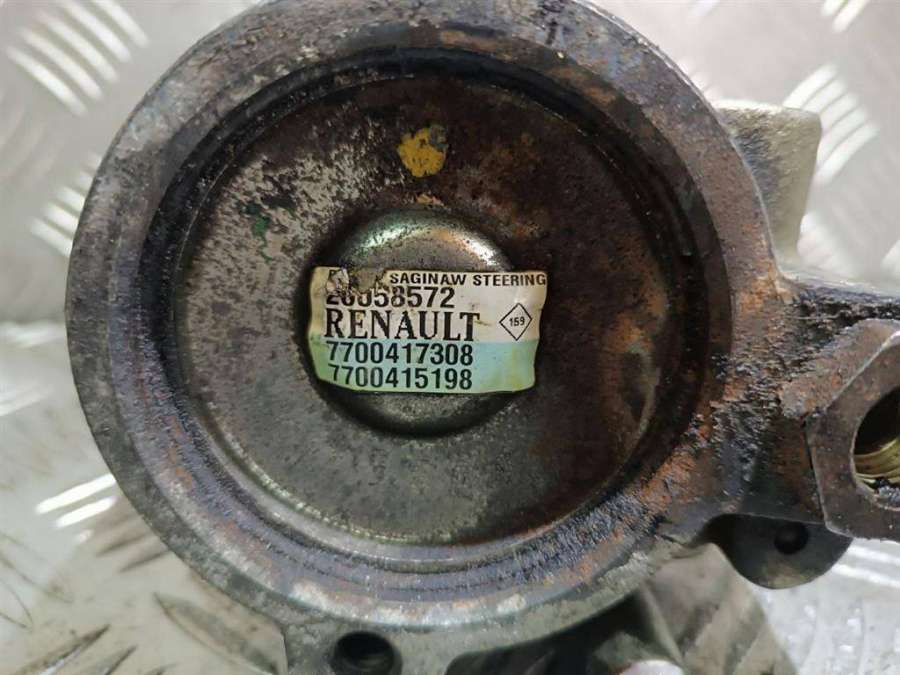 SAGINAW STEERING
26058572
RENAULT
159
7700417308
7700415198